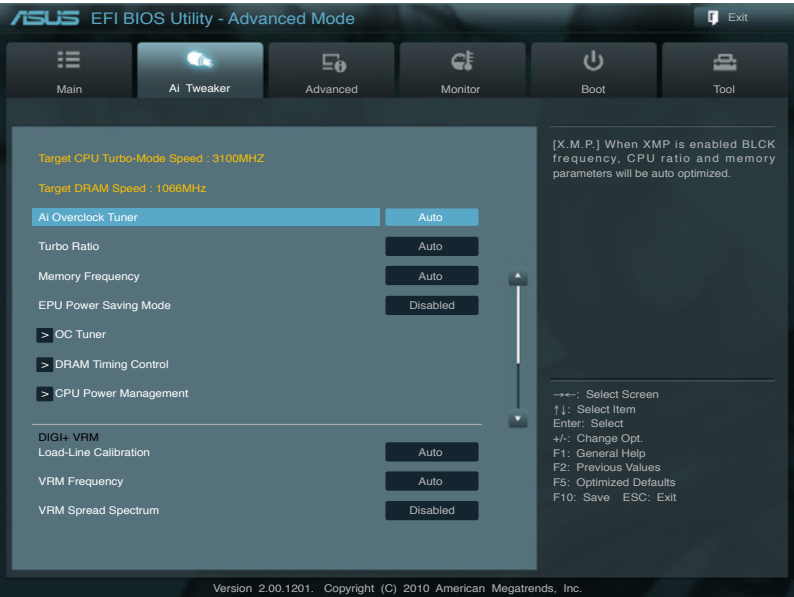 ASUS EFI BIOS Utility - Advanced Mode
Exit
Main
Ai Tweaker
Advanced
Monitor
Boot
Tool
Target CPU Turbo-Mode Speed : 3100MHZ
Target DRAM Speed : 1066MHz
Ai Overclock Tuner Auto
Turbo Ratio Auto
Memory Frequency Auto
EPU Power Saving Mode Disabled
> OC Tuner
> DRAM Timing Control
> CPU Power Management
DIGI+ VRM
Load-Line Calibration Auto
VRM Frequency Auto
VRM Spread Spectrum Disabled
[X.M.P.] When XMP is enabled BLCK
frequency, CPU ratio and memory
parameters will be auto optimized.
→←: Select Screen
↑↓: Select Item
Enter: Select
+/-: Change Opt.
F1: General Help
F2: Previous Values
F5: Optimized Defaults
F10: Save ESC: Exit
Version 2.00.1201. Copyright (C) 2010 American Megatrends, Inc.